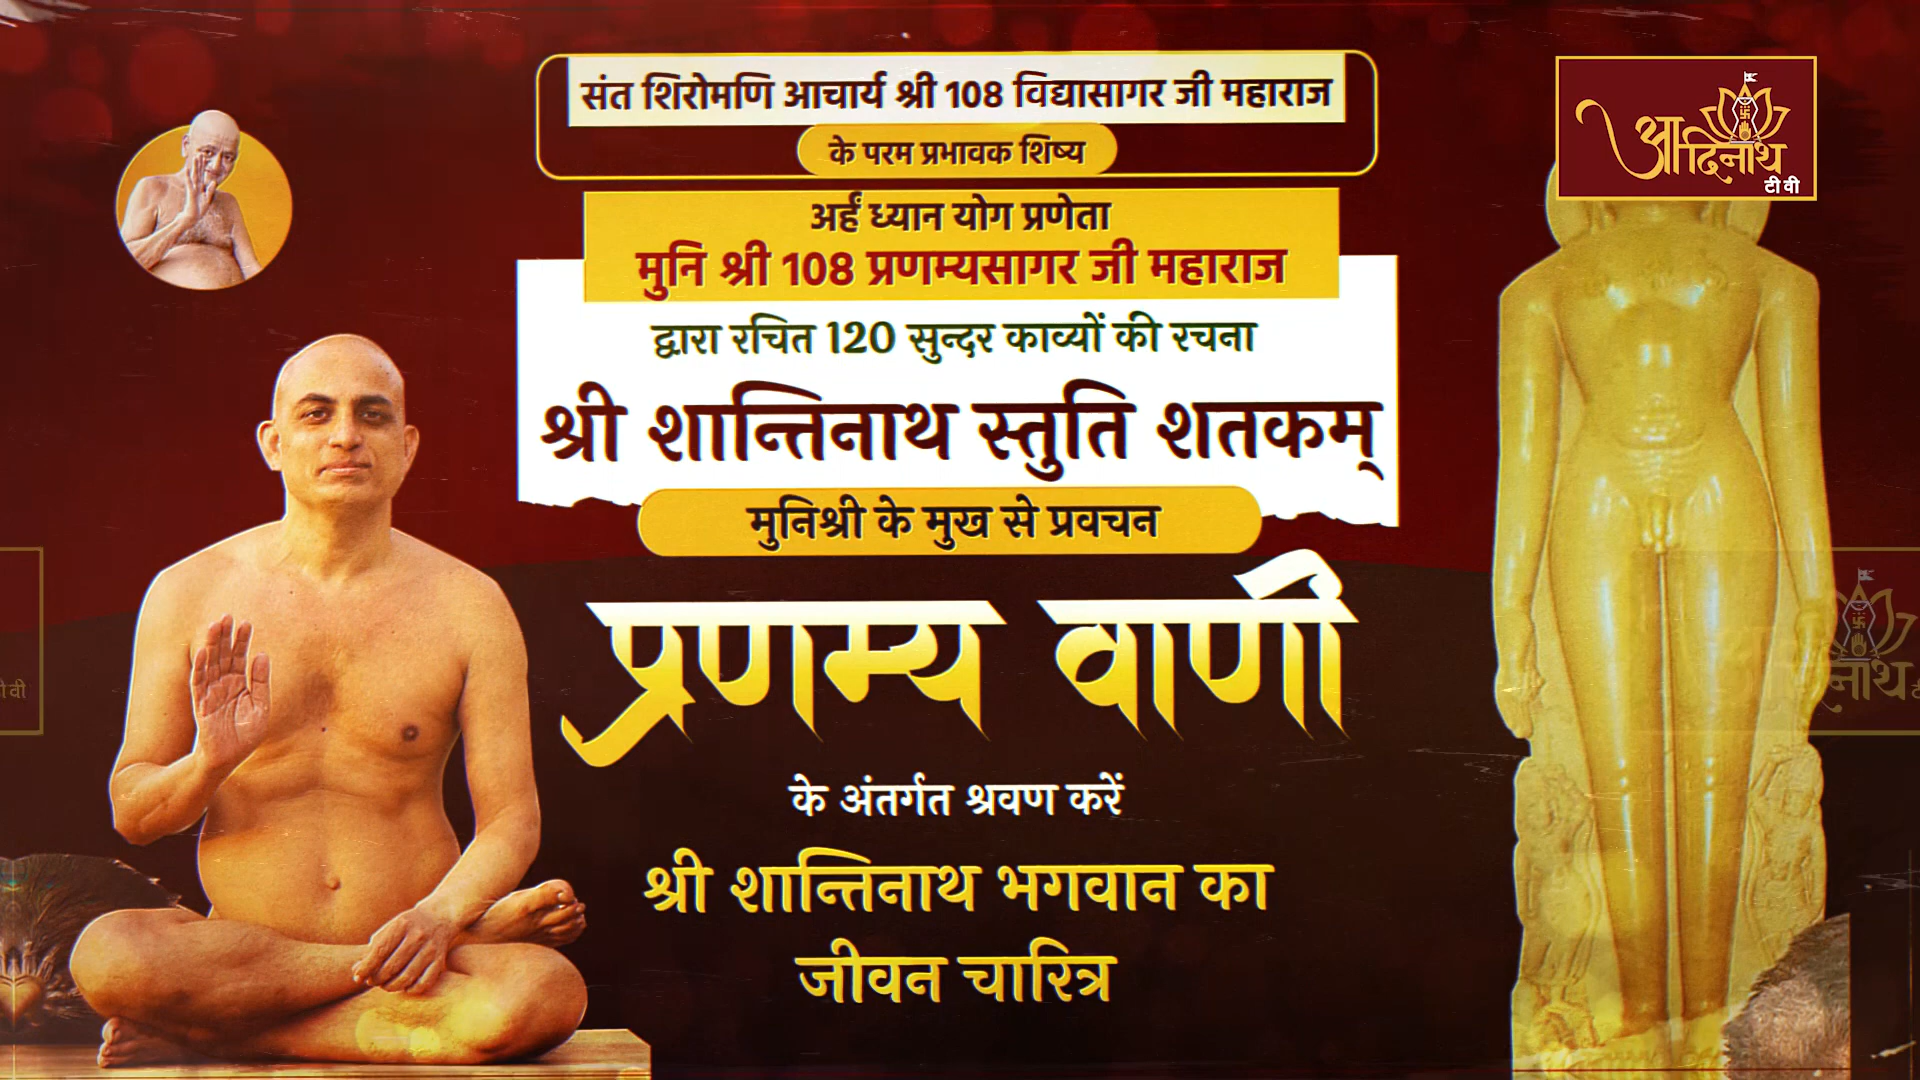 संत शिरोमणि आचार्य श्री 108 विद्यासागर जी महाराज
के परम प्रभावक शिष्य
अर्हं ध्यान योग प्रणेता
मुनि श्री 108 प्रणम्यसागर जी महाराज
द्वारा रचित 120 सुन्दर काव्यों की रचना
श्री शान्तिनाथ स्तुति शतकम्
मुनिश्री के मुख से प्रवचन
प्रणम्य वाणी
के अंतर्गत श्रवण करें
श्री शान्तिनाथ भगवान का
जीवन चारित्र
आदिनाथ
टी वी